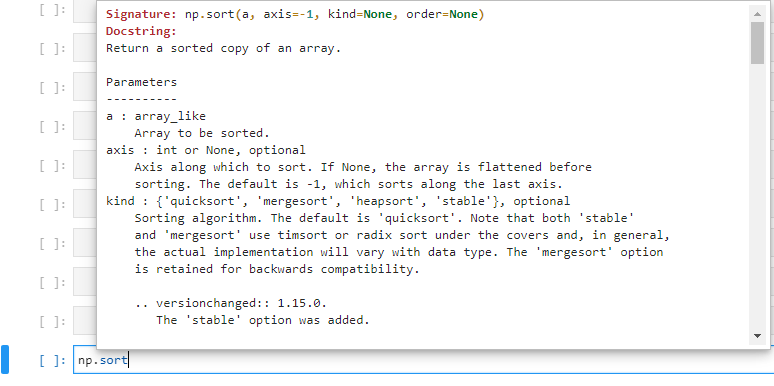 [ ]:
Signature: np.sort(a, axis=-1, kind=None, order=None)
Docstring:
[ ]:
Return a sorted copy of an array.
[ ]:
Parameters
----------
a : array_like
[ ]:
Array to be sorted.
axis : int or None, optional
[ ]:
Axis along which to sort. If None, the array is flattened before
sorting. The default is -1, which sorts along the last axis.
[ ]:
kind : {'quicksort', 'mergesort', 'heapsort', 'stable'}, optional
Sorting algorithm. The default is 'quicksort'. Note that both 'stable'
[ ]:
and 'mergesort' use timsort or radix sort under the covers and, in general,
the actual implementation will vary with data type. The 'mergesort' option
is retained for backwards compatibility.
[ ]:
.. versionchanged:: 1.15.0.
[ ]:
The 'stable' option was added.
[ ]: np.sort